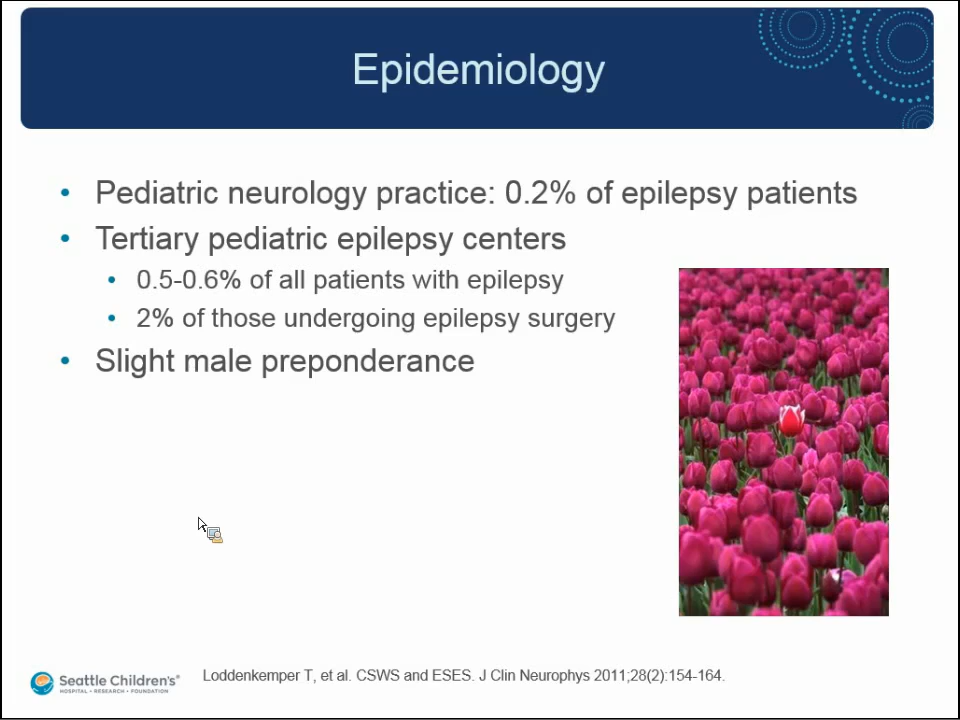 Epidemiology
• Pediatric neurology practice: 0.2% of epilepsy patients
• Tertiary pediatric epilepsy centers
• 0.5-0.6% of all patients with epilepsy
• 2% of those undergoing epilepsy surgery
• Slight male preponderance
Seattle Children's®
HOSPITAL • RESEARCH • FOUNDATION
Loddenkemper T, et al. CSWS and ESES. J Clin Neurophys 2011;28(2):154-164.